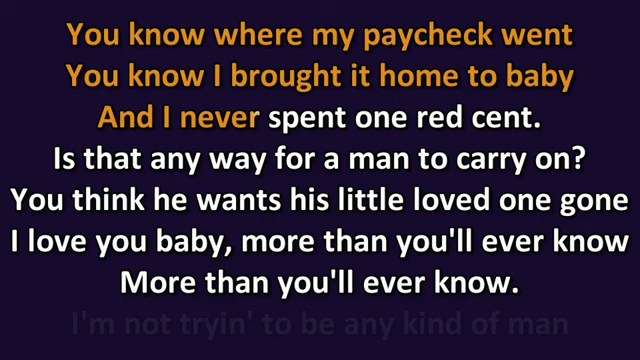 You know where my paycheck went
You know I brought it home to baby
And I never spent one red cent.
Is that any way for a man to carry on?
You think he wants his little loved one gone
I love you baby, more than you'll ever know
More than you'll ever know.
I'm not tryin' to be any kind of man